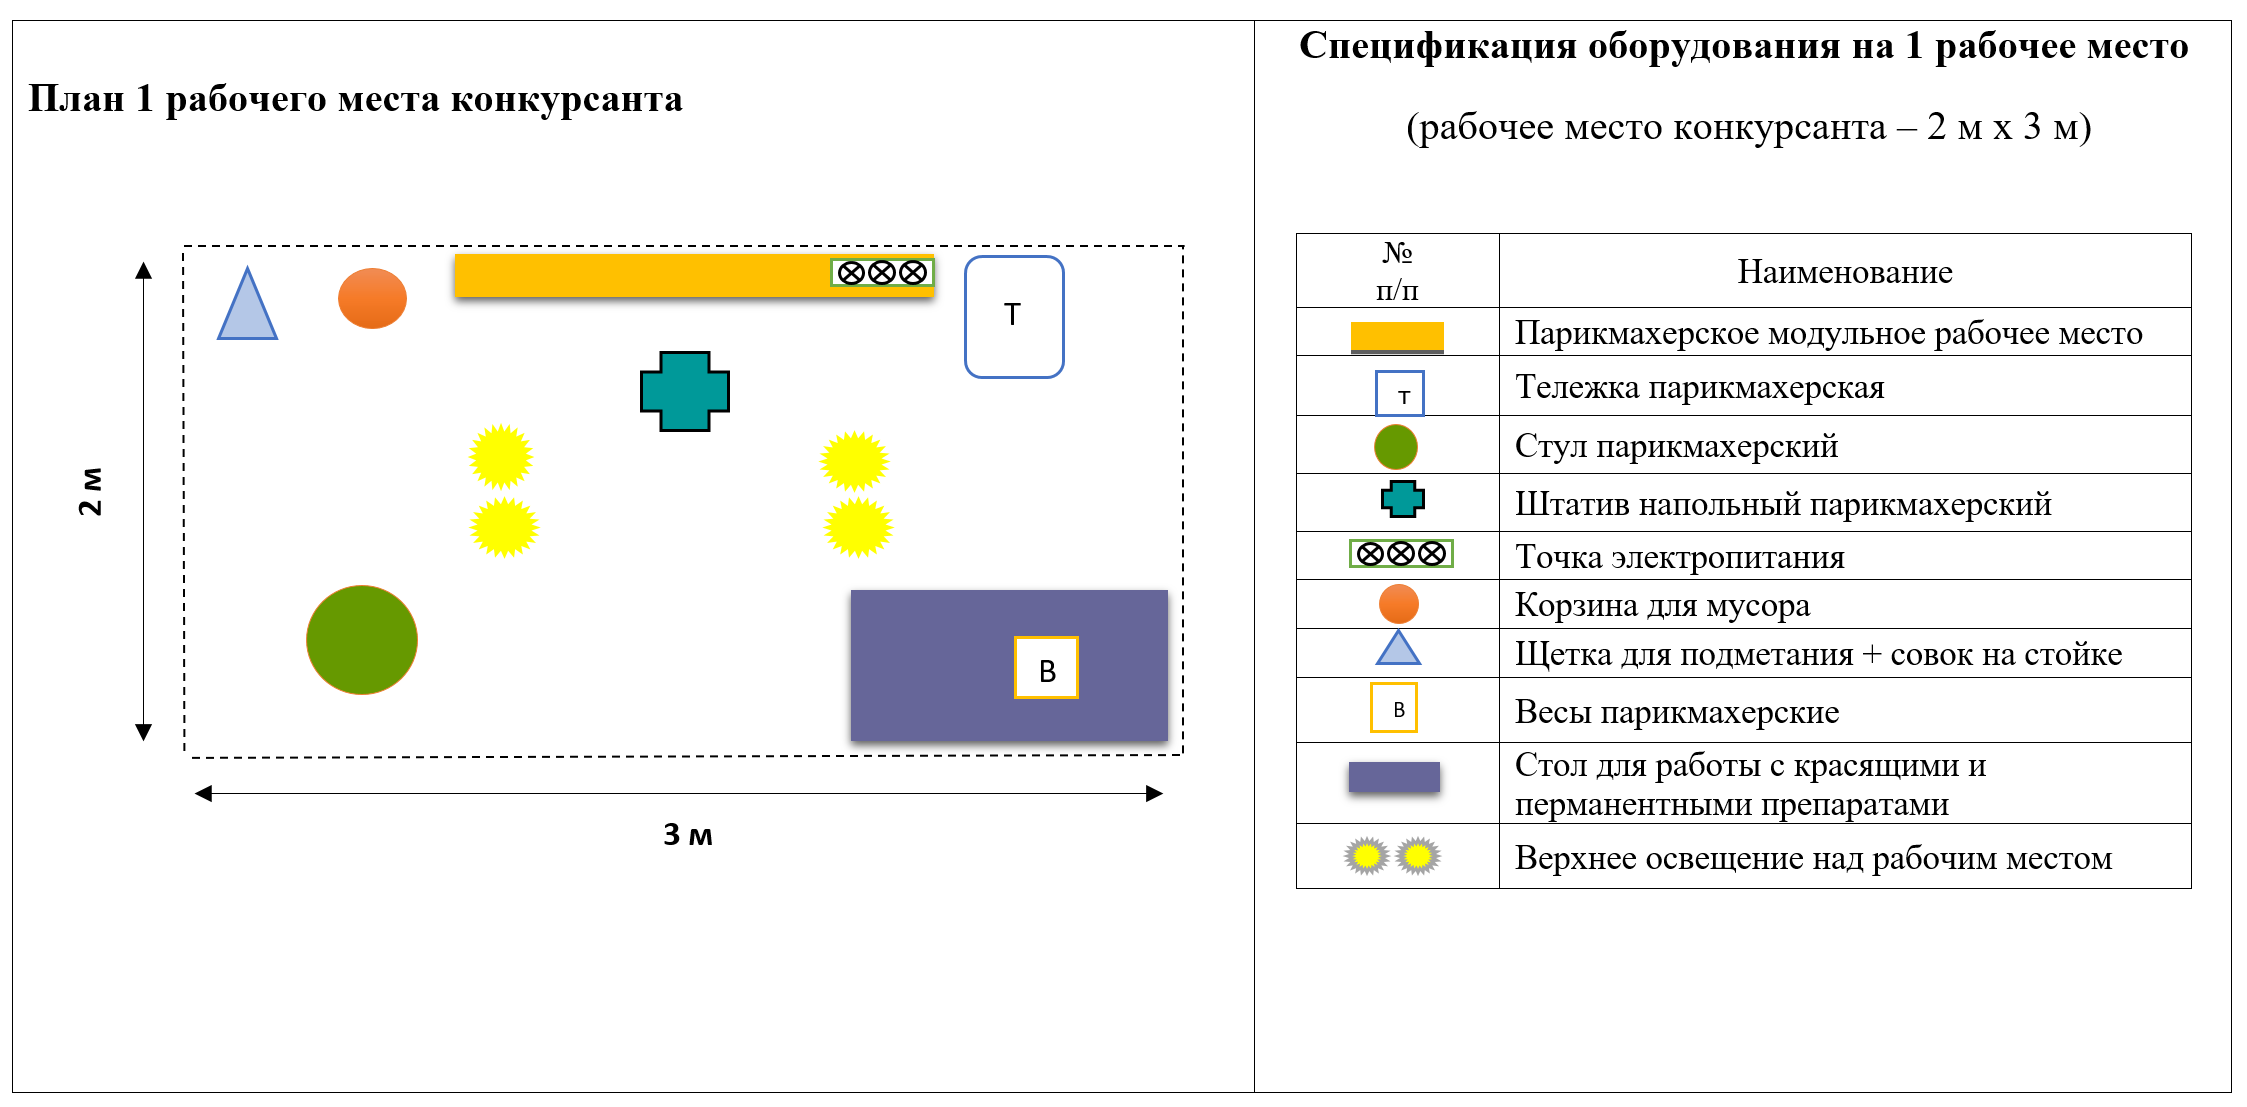 План 1 рабочего места конкурсанта
Т
2 м
В
3 м
Спецификация оборудования на 1 рабочее место
(рабочее место конкурсанта – 2 м х 3 м)
№
п/п
Наименование
Парикмахерское модульное рабочее место
т
Тележка парикмахерская
Стул парикмахерский
Штатив напольный парикмахерский
Точка электропитания
Корзина для мусора
Щетка для подметания + совок на стойке
В
Весы парикмахерские
Стол для работы с красящими и
перманентными препаратами
Верхнее освещение над рабочим местом